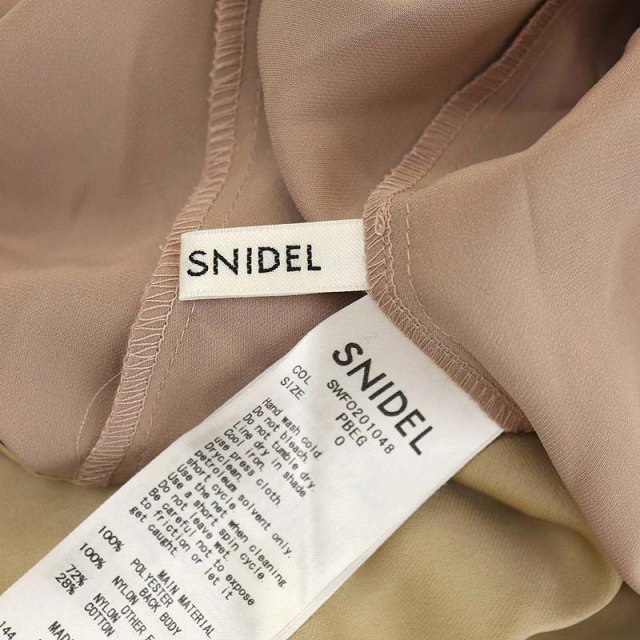 SNIDEL
SNIDEL
SWFO201048
COL PBEG
SIZE 0
Hand wash cold.
Do not bleach.
Do not tumble dry.
Line dry in shade.
Cool iron.
use press cloth.
Dryclean.
petroleum solvent only.
short cycle.
Use the net when cleaning
Use a short spin cycle
Do not leave wet.
Be careful not to expose
to friction or let it
get caught.
MAIN MATERIAL
100% POLYESTER
BACK BODY
100% NYLON
OTHER
72% NYLON
28% COTTON
MADE
144